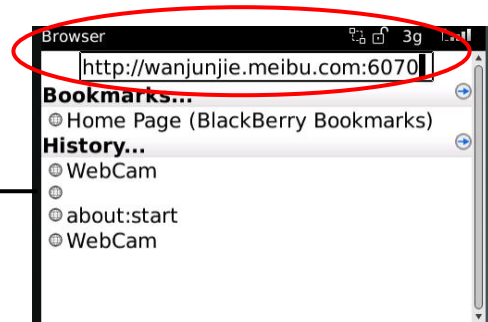 Browser 3g
http://wanjunjie.meibu.com:6070
Bookmarks...
Home Page (BlackBerry Bookmarks)
History...
WebCam
about:start
WebCam